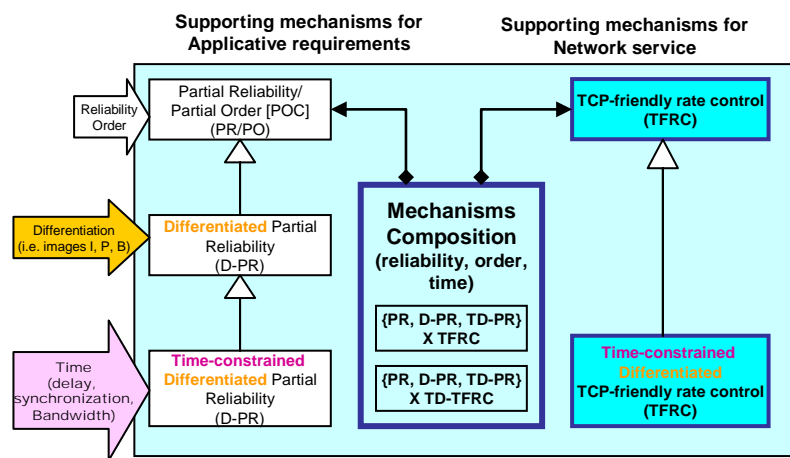 Supporting mechanisms for
Applicative requirements
Supporting mechanisms for
Network service
Reliability
Order
Partial Reliability/
Partial Order [POC]
(PR/PO)
TCP-friendly rate control
(TFRC)
Differentiation
(i.e. images I, P, B)
Differentiated Partial
Reliability
(D-PR)
Mechanisms
Composition
(reliability, order,
time)
{PR, D-PR, TD-PR}
X TFRC
{PR, D-PR, TD-PR}
X TD-TFRC
Time
(delay,
synchronization,
Bandwidth)
Time-constrained
Differentiated Partial
Reliability
(D-PR)
Time-constrained
Differentiated
TCP-friendly rate control
(TFRC)